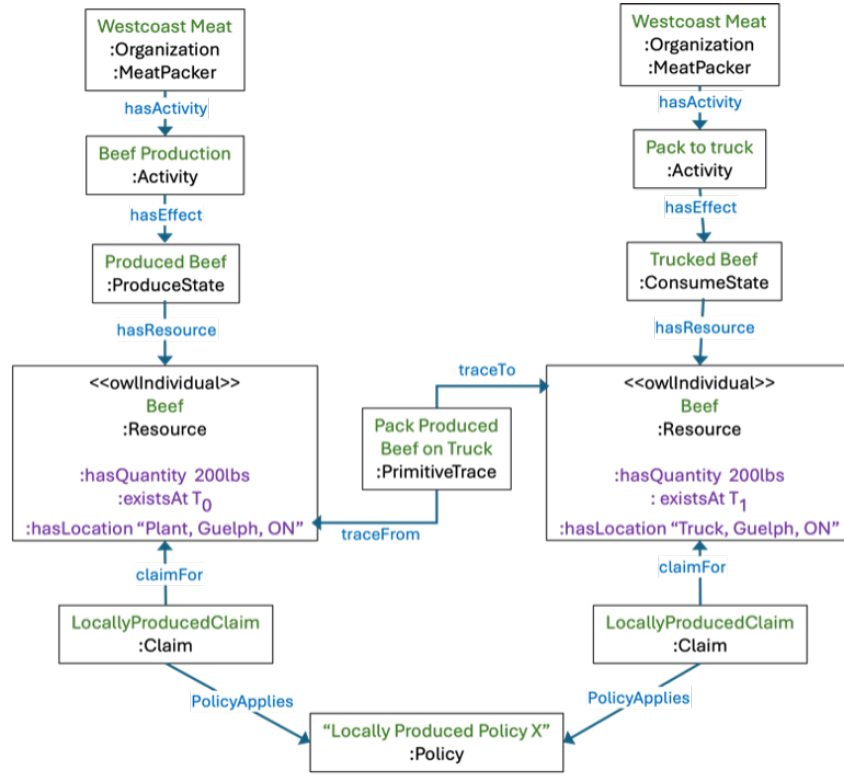 Westcoast Meat
:Organization
:MeatPacker
hasActivity
Beef Production
:Activity
hasEffect
Produced Beef
:ProduceState
hasResource
<<owlIndividual>>
Beef
:Resource
:hasQuantity 200lbs
:existsAt T0
:hasLocation “Plant, Guelph, ON”
claimFor
LocallyProducedClaim
:Claim
PolicyApplies
traceTo
Pack Produced
Beef on Truck
:PrimitiveTrace
traceFrom
Westcoast Meat
:Organization
:MeatPacker
hasActivity
Pack to truck
:Activity
hasEffect
Trucked Beef
:ConsumeState
hasResource
<<owlIndividual>>
Beef
:Resource
:hasQuantity 200lbs
: existsAt T1
:hasLocation “Truck, Guelph, ON”
claimFor
LocallyProducedClaim
:Claim
PolicyApplies
“Locally Produced Policy X”
:Policy